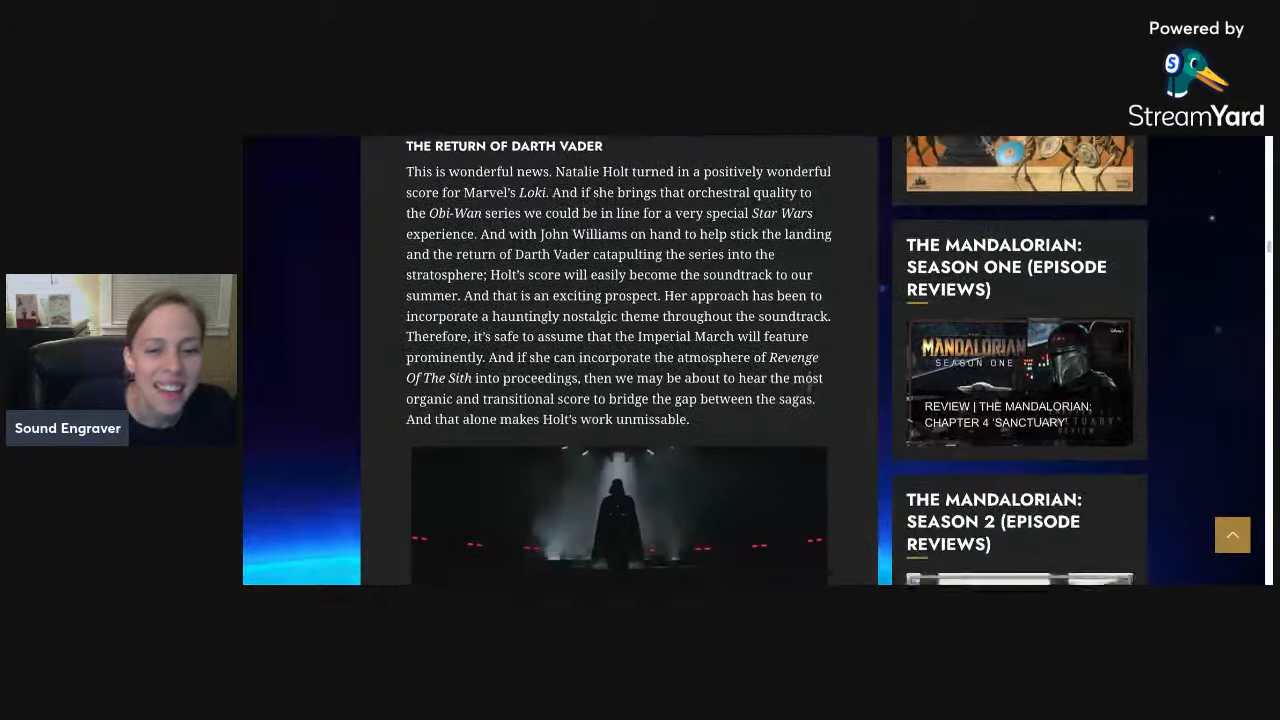 Powered by
StreamYard
THE RETURN OF DARTH VADER
This is wonderful news. Natalie Holt turned in a positively wonderful
score for Marvel’s Loki. And if she brings that orchestral quality to
the Obi-Wan series we could be in line for a very special Star Wars
experience. And with John Williams on hand to help stick the landing
and the return of Darth Vader catapulting the series into the
stratosphere; Holt’s score will easily become the soundtrack to our
summer. And that is an exciting prospect. Her approach has been to
incorporate a hauntingly nostalgic theme throughout the soundtrack.
Therefore, it’s safe to assume that the Imperial March will feature
prominently. And if she can incorporate the atmosphere of Revenge
Of The Sith into proceedings, then we may be about to hear the most
organic and transitional score to bridge the gap between the sagas.
And that alone makes Holt’s work unmissable.
THE MANDALORIAN:
SEASON ONE (EPISODE
REVIEWS)
THE
MANDALORIAN
SEASON ONE
Disney+
REVIEW | THE MANDALORIAN;
CHAPTER 4 ‘SANCTUARY’
THE MANDALORIAN:
SEASON 2 (EPISODE
REVIEWS)
Sound Engraver